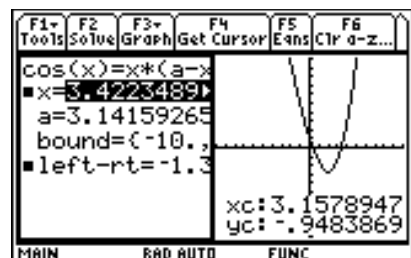 F1▾ F2 F3▾ F4 F5 F6
Tools Solve Graph Get Cursor Eqns Clr a-z…
cos(x)=x*(a-x
▪x=3.4223489▸
a=3.14159265
bound={-10.,
▪left-rt=-1.3
xc:3.1578947
yc:-.9483869
MAIN RAD AUTO FUNC